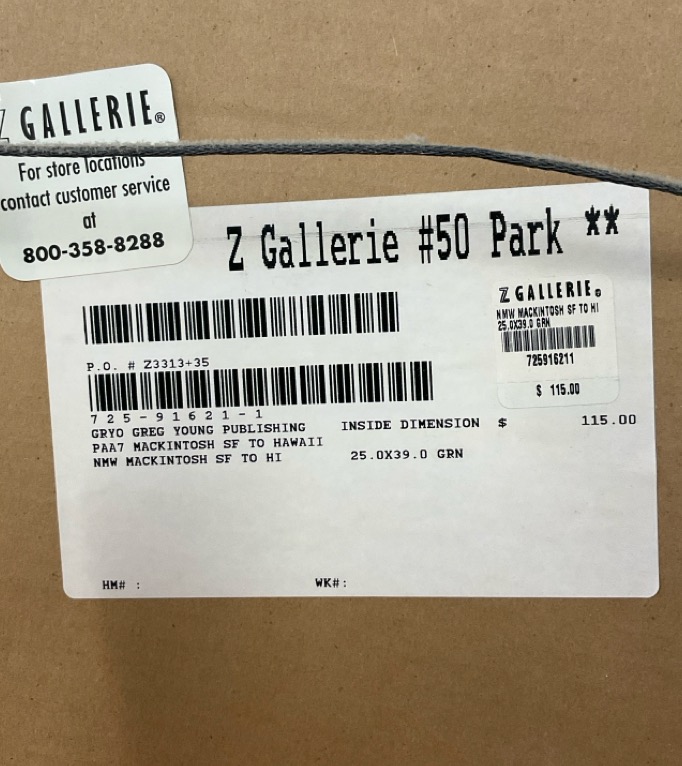 Z GALLERIE®
For store locations
contact customer service
at
800-358-8288
Z Gallerie #50 Park **
P.O. # Z3313+35
725-91621-1
GRYO GREG YOUNG PUBLISHING INSIDE DIMENSION $ 115.00
PAA7 MACKINTOSH SF TO HAWAII
NMW MACKINTOSH SF TO HI 25.0X39.0 GRN
HM# : WK#:
Z GALLERIE®
NMW MACKINTOSH SF TO HI
25.0X39.0 GRN
725916211
$ 115.00